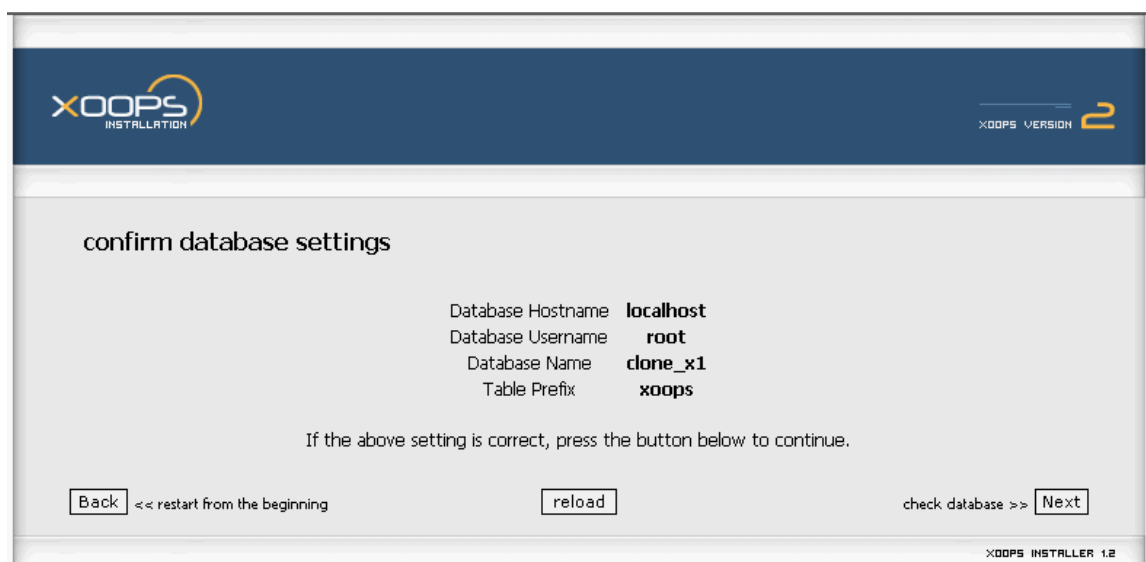 XOOPS
INSTALLATION
XOOPS VERSION 2
confirm database settings
Database Hostname localhost
Database Username root
Database Name clone_x1
Table Prefix xoops
If the above setting is correct, press the button below to continue.
Back << restart from the beginning reload check database >> Next
XOOPS INSTALLER 1.2